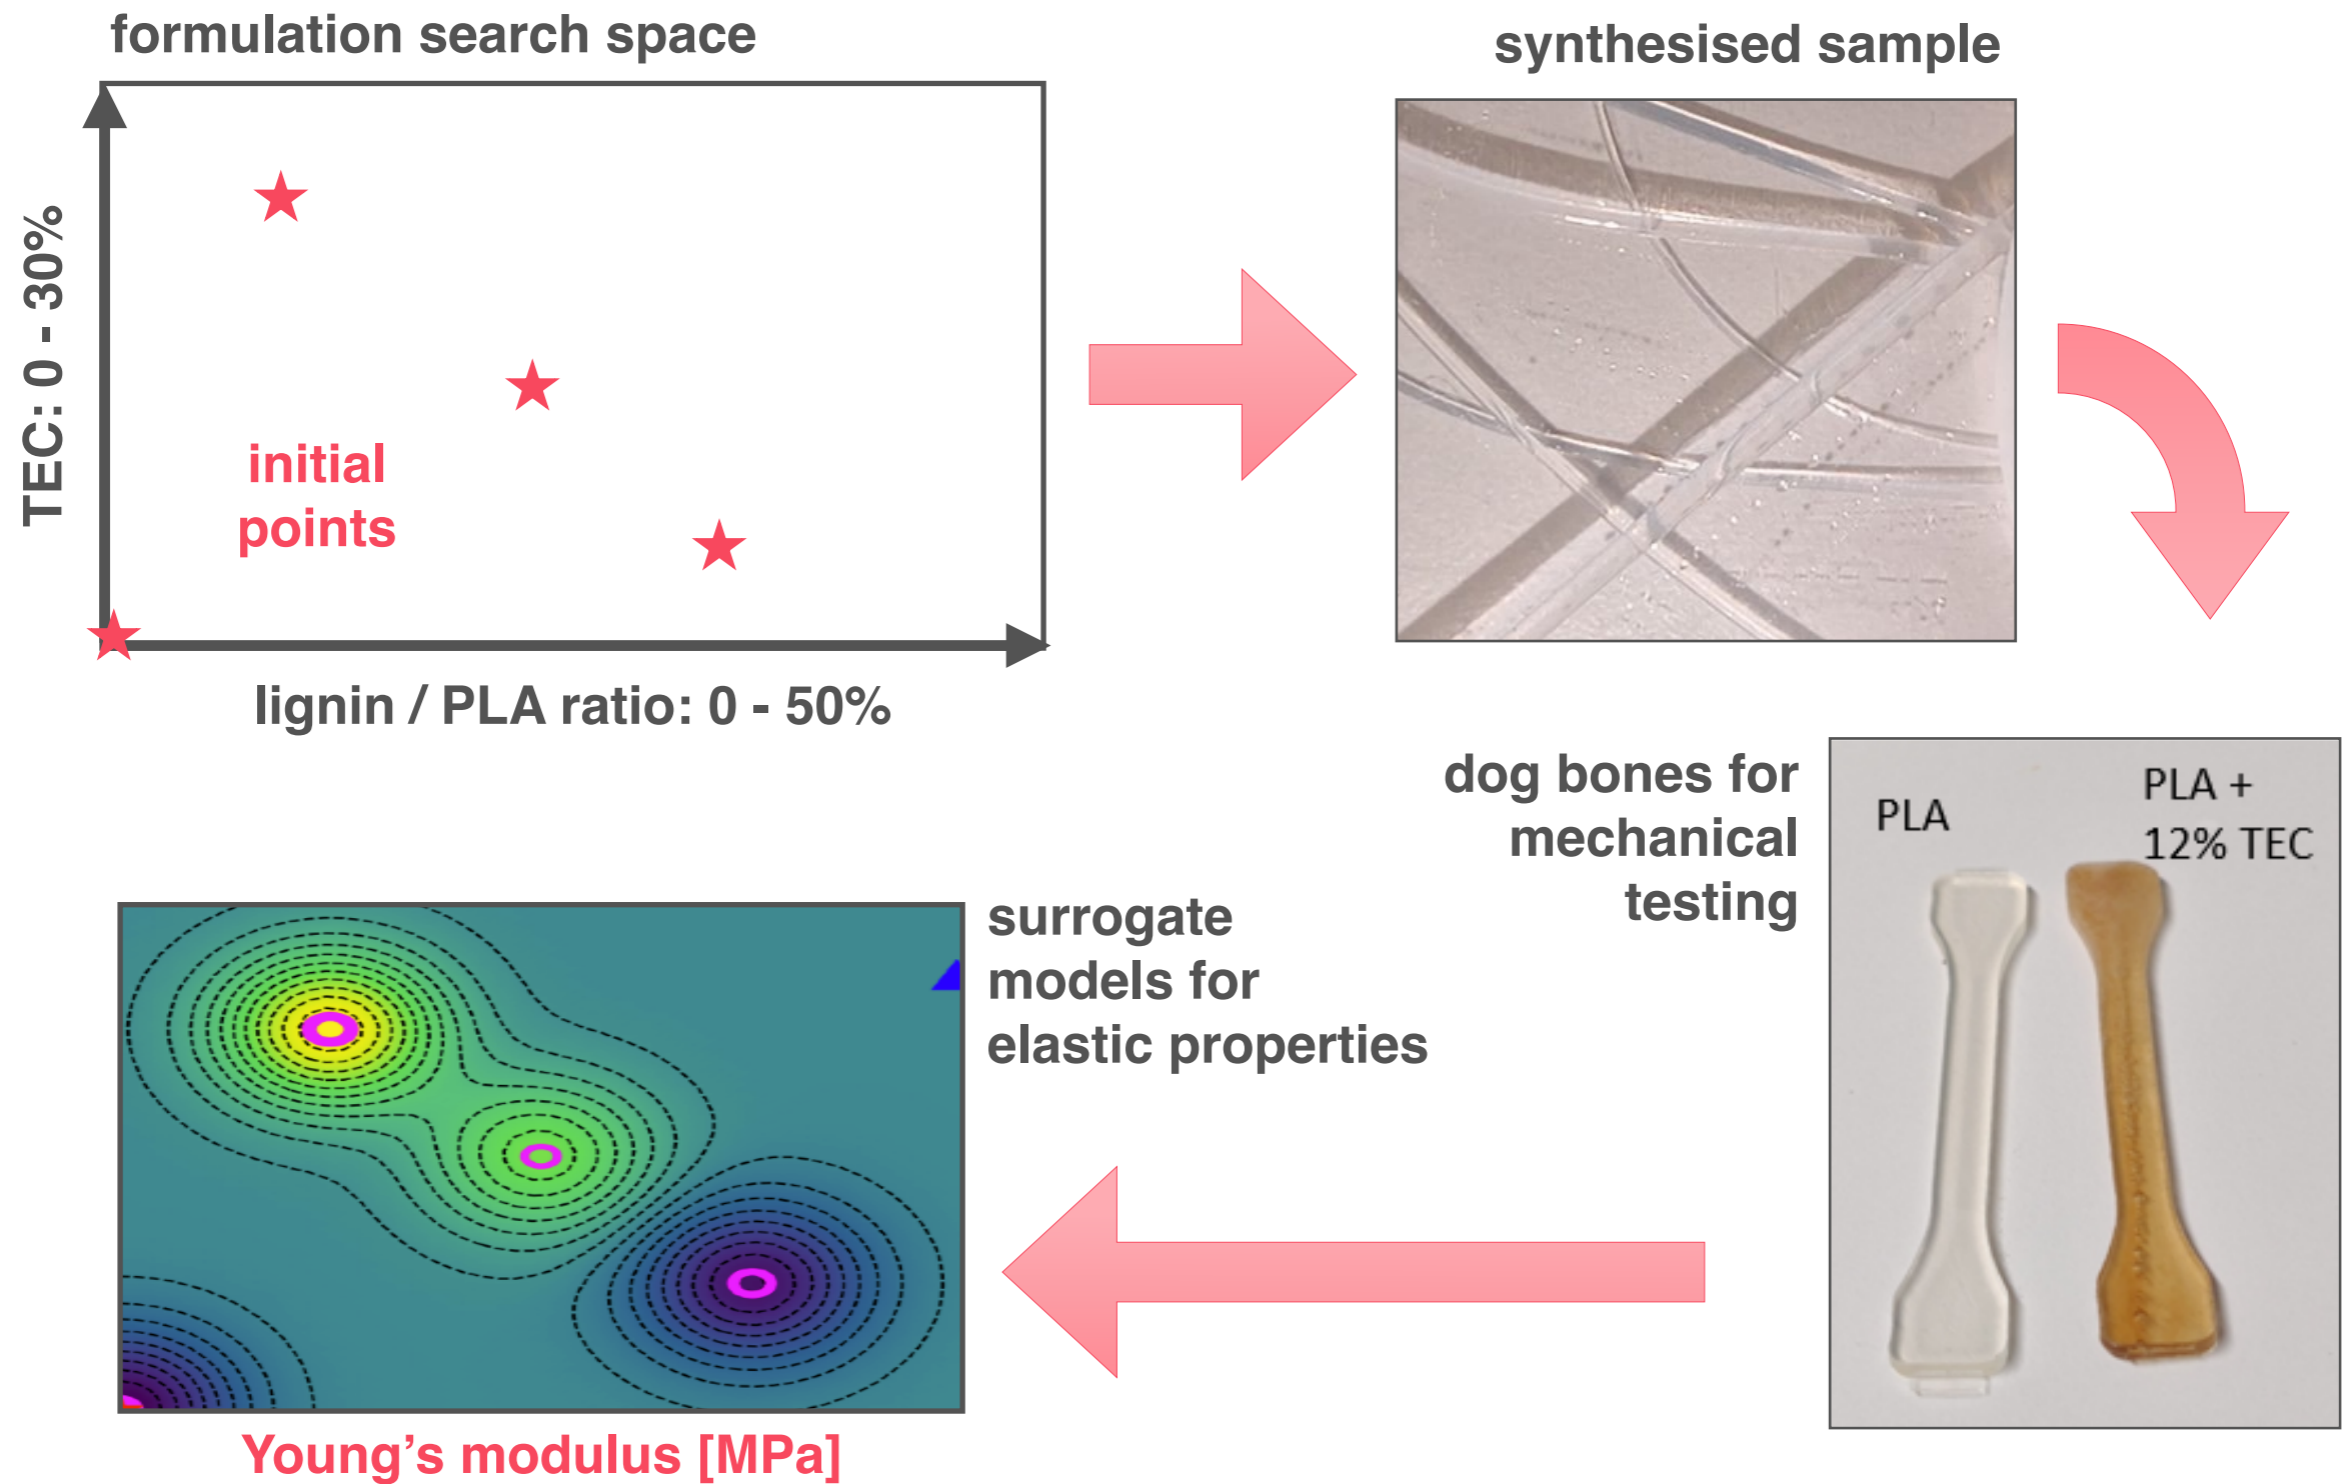 formulation search space
TEC: 0 - 30%
initial
points
lignin / PLA ratio: 0 - 50%
synthesised sample
dog bones for
mechanical
testing
PLA
PLA +
12% TEC
surrogate
models for
elastic properties
Young’s modulus [MPa]